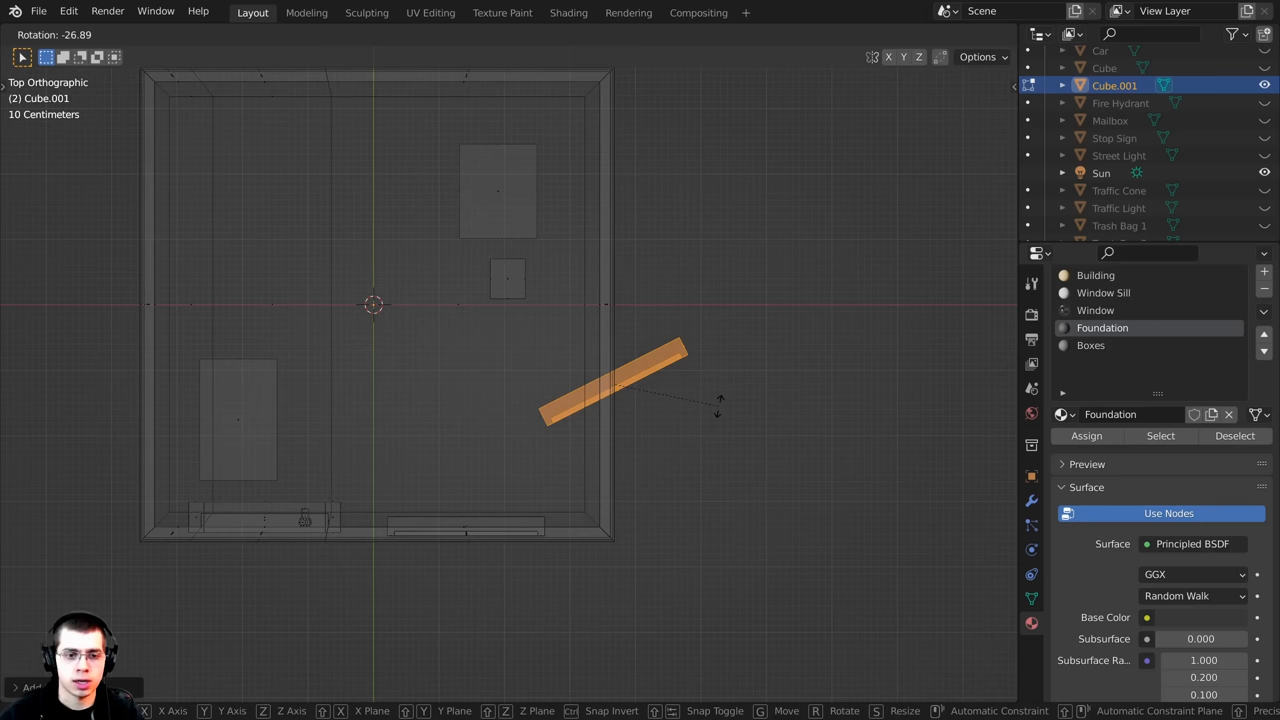 File Edit Render Window Help Layout Modeling Sculpting UV Editing Texture Paint Shading Rendering Compositing + Scene View Layer
Rotation: -26.89
X Y Z Options
Top Orthographic
(2) Cube.001
10 Centimeters
Car
Cube
Cube.001
Fire Hydrant
Mailbox
Stop Sign
Street Light
Sun
Traffic Cone
Traffic Light
Trash Bag 1
Building
Window Sill
Window
Foundation
Boxes
Foundation
Assign Select Deselect
Preview
Surface
Use Nodes
Surface Principled BSDF
GGX
Random Walk
Base Color
Subsurface 0.000
Subsurface Ra... 1.000
0.200
0.100
X X Axis Y Y Axis Z Z Axis X X Plane Y Y Plane Z Z Plane Ctrl Snap Invert Snap Toggle G Move R Rotate S Resize Automatic Constraint Automatic Constraint Plane Precis